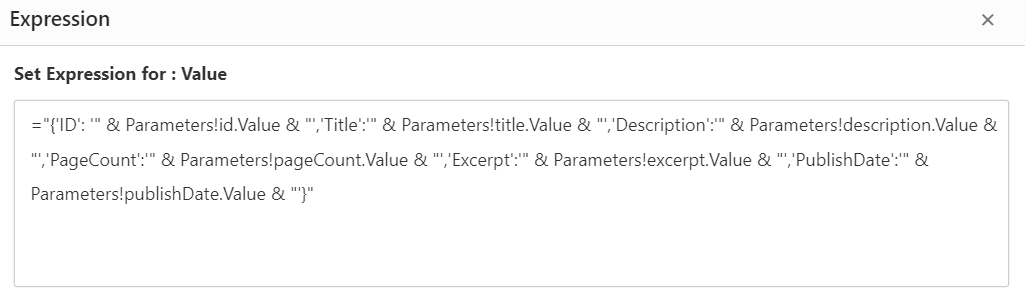 Expression
×
Set Expression for : Value
="{'ID': '" & Parameters!id.Value & "','Title':'" & Parameters!title.Value & "','Description':'" & Parameters!description.Value &
"','PageCount':'" & Parameters!pageCount.Value & "','Excerpt':'" & Parameters!excerpt.Value & "','PublishDate':'" &
Parameters!publishDate.Value & "'}"